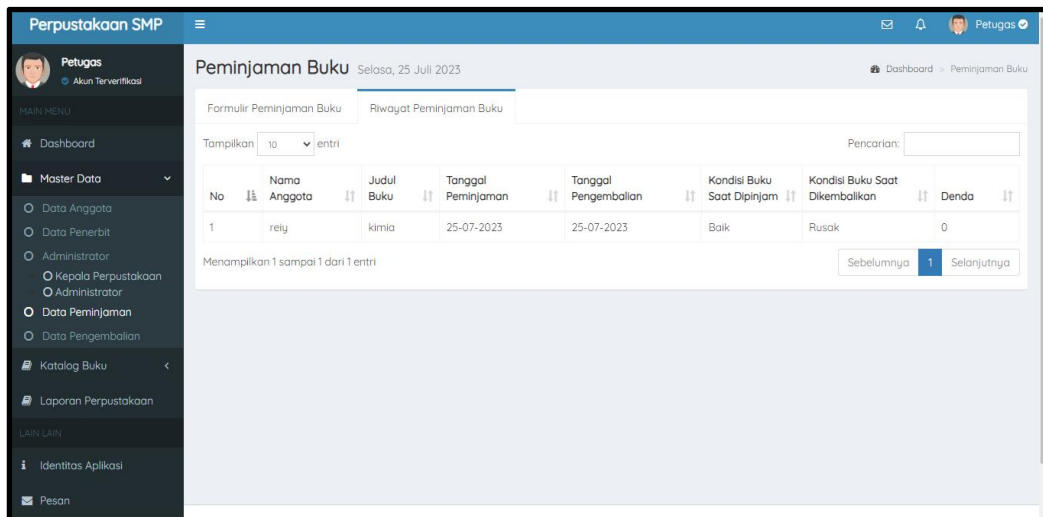 Perpustakaan SMP
Petugas
Petugas
Akun Terverifikasi
MAIN MENU
Dashboard
Master Data
Data Anggota
Data Penerbit
Administrator
Kepala Perpustakaan
Administrator
Data Peminjaman
Data Pengembalian
Katalog Buku
Laporan Perpustakaan
LAIN LAIN
Identitas Aplikasi
Pesan
Peminjaman Buku Selasa, 25 Juli 2023
Dashboard > Peminjaman Buku
Formulir Peminjaman Buku Riwayat Peminjaman Buku
Tampilkan 10 entri Pencarian:
No Nama Anggota Judul Buku Tanggal Peminjaman Tanggal Pengembalian Kondisi Buku Saat Dipinjam Kondisi Buku Saat Dikembalikan Denda
1 reiy kimia 25-07-2023 25-07-2023 Baik Rusak 0
Menampilkan 1 sampai 1 dari 1 entri
Sebelumnya 1 Selanjutnya